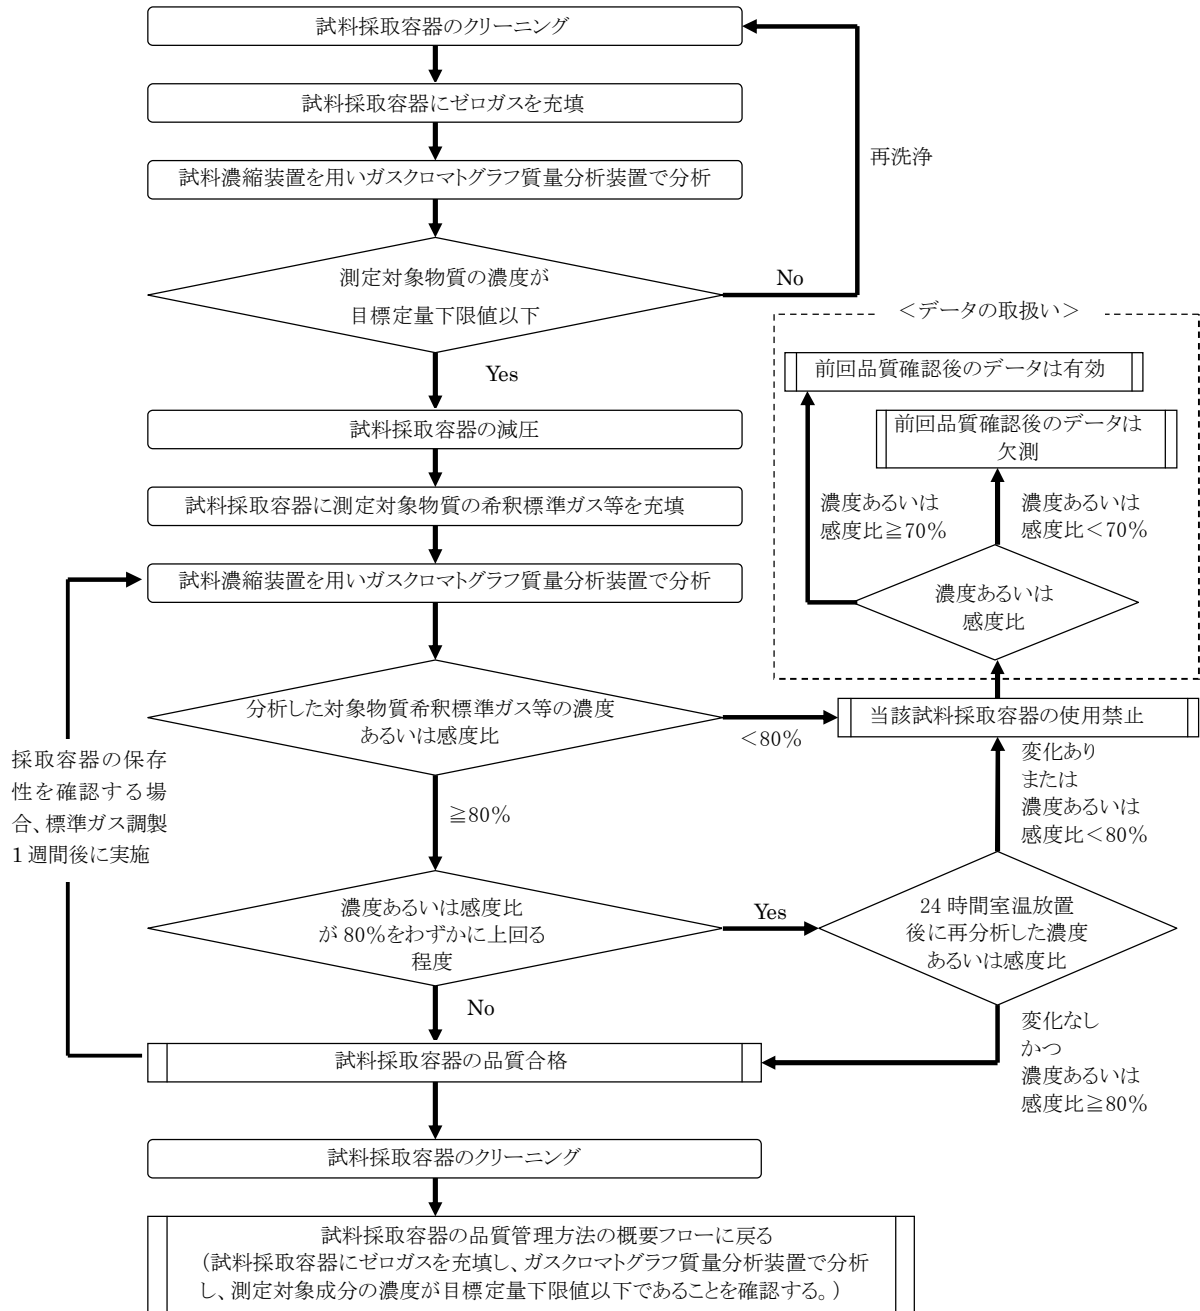 試料採取容器のクリーニング
試料採取容器にゼロガスを充填
再洗浄
試料濃縮装置を用いガスクロマトグラフ質量分析装置で分析
測定対象物質の濃度が
目標定量下限値以下
No
Yes
＜データの取扱い＞
前回品質確認後のデータは有効
前回品質確認後のデータは
欠測
濃度あるいは
感度比≧70%
濃度あるいは
感度比＜70%
濃度あるいは
感度比
試料採取容器の減圧
試料採取容器に測定対象物質の希釈標準ガス等を充填
試料濃縮装置を用いガスクロマトグラフ質量分析装置で分析
分析した対象物質希釈標準ガス等の濃度
あるいは感度比
＜80%
当該試料採取容器の使用禁止
採取容器の保存
性を確認する場
合、標準ガス調製
1 週間後に実施
≧80%
変化あり
または
濃度あるいは
感度比＜80%
濃度あるいは感度比
が 80%をわずかに上回る
程度
Yes
24 時間室温放置
後に再分析した濃度
あるいは感度比
No
変化なし
かつ
濃度あるいは
感度比≧80%
試料採取容器の品質合格
試料採取容器のクリーニング
試料採取容器の品質管理方法の概要フローに戻る
（試料採取容器にゼロガスを充填し、ガスクロマトグラフ質量分析装置で分析
し、測定対象成分の濃度が目標定量下限値以下であることを確認する。）